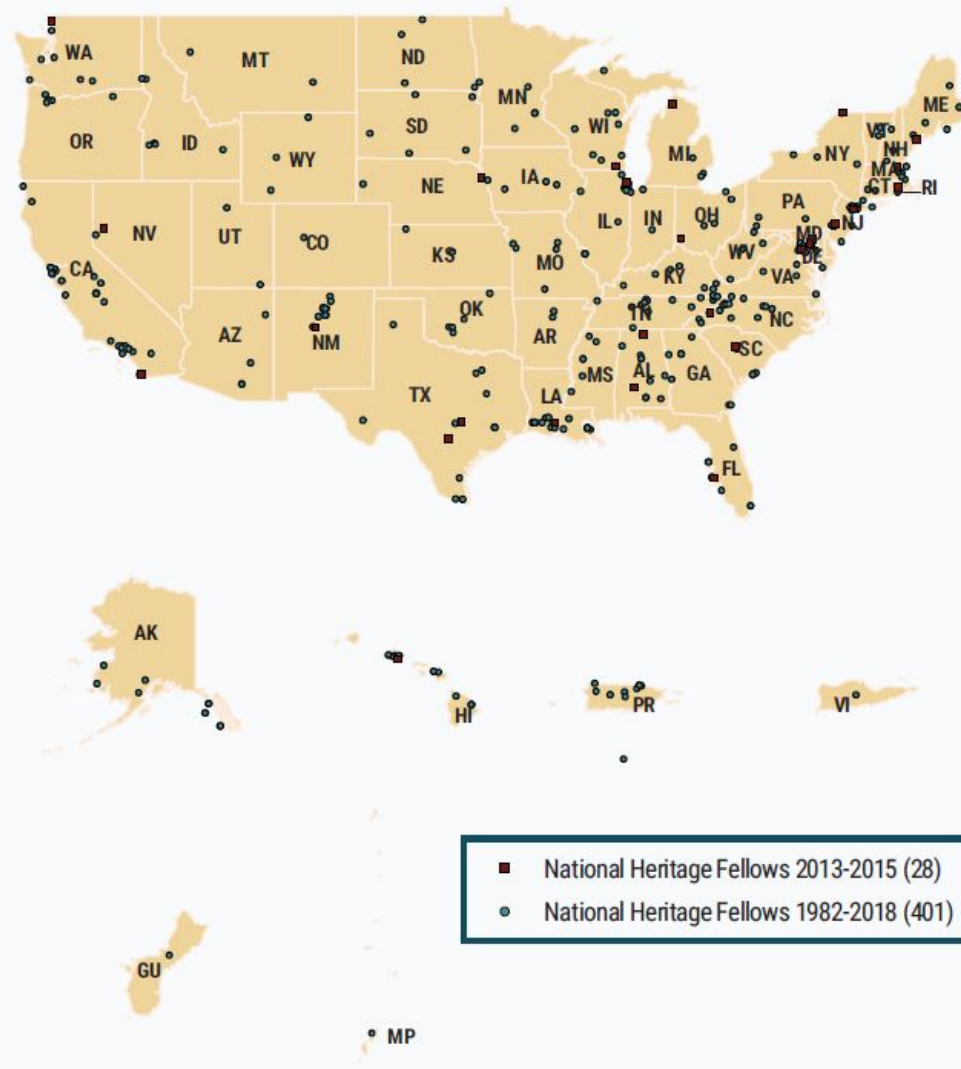 WA
MT
ND
MN
ME
OR
ID
SD
WI
VT
NH
WY
MI
NY
MA
CT
RI
NE
IA
PA
NJ
NV
UT
CO
IL
IN
OH
MD
DE
CA
KS
MO
WV
VA
KY
AZ
NM
OK
AR
TN
NC
SC
TX
LA
MS
AL
GA
FL
AK
HI
PR
VI
National Heritage Fellows 2013-2015 (28)
National Heritage Fellows 1982-2018 (401)
GU
MP